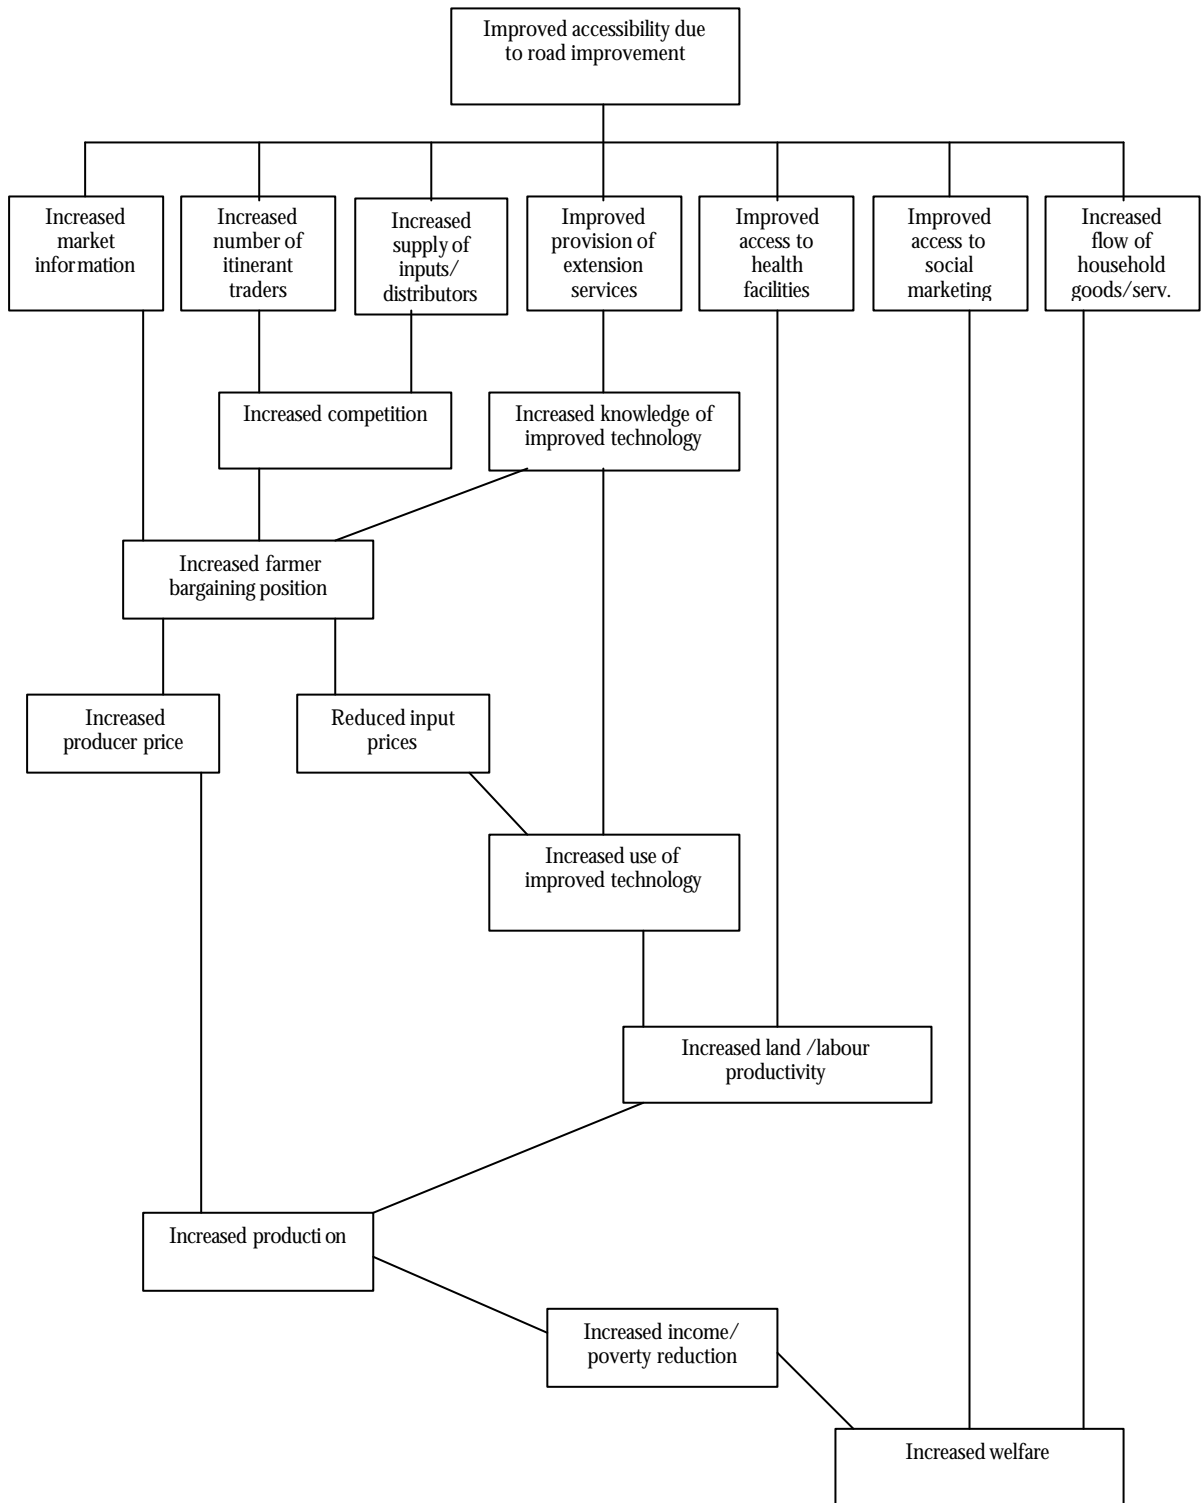 Improved accessibility due
to road improvement
Increased
market
information
Increased
number of
itinerant
traders
Increased
supply of
inputs/
distributors
Improved
provision of
extension
services
Improved
access to
health
facilities
Improved
access to
social
marketing
Increased
flow of
household
goods/serv.
Increased competition
Increased knowledge of
improved technology
Increased farmer
bargaining position
Increased
producer price
Reduced input
prices
Increased use of
improved technology
Increased land /labour
productivity
Increased production
Increased income/
poverty reduction
Increased welfare